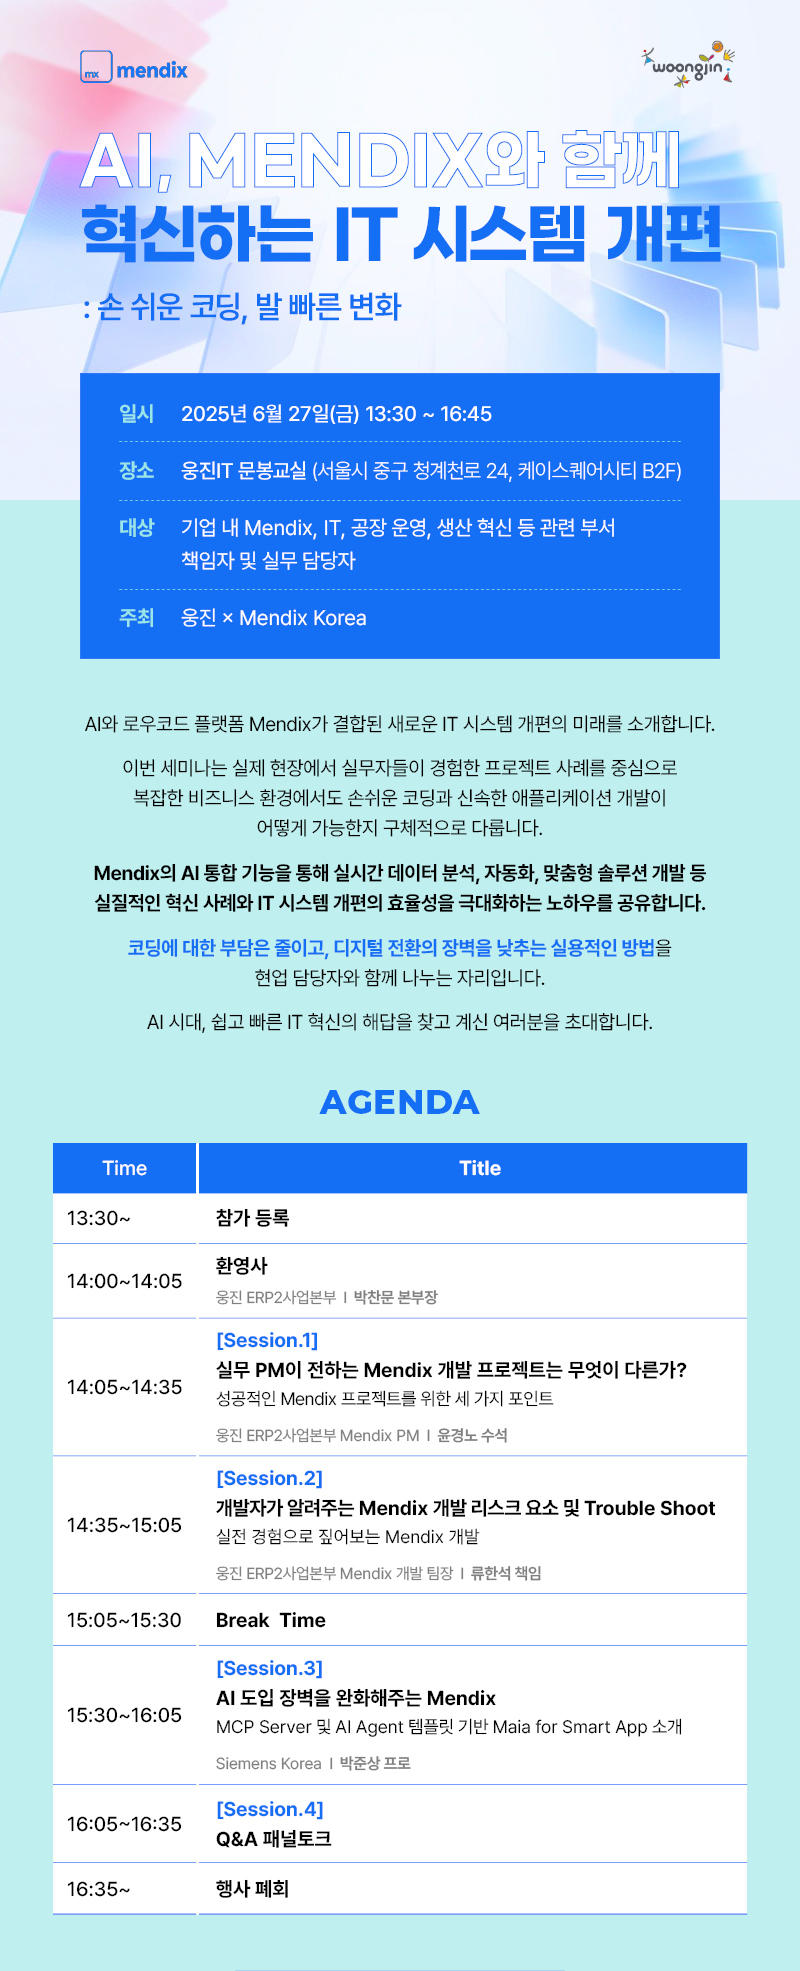 mx mendix
woongjin
AI, MENDIX와 함께
혁신하는 IT 시스템 개편
: 손 쉬운 코딩, 발 빠른 변화
일시 2025년 6월 27일(금) 13:30 ~ 16:45
장소 웅진IT 문봉교실 (서울시 중구 청계천로 24, 케이스퀘어시티 B2F)
대상 기업 내 Mendix, IT, 공장 운영, 생산 혁신 등 관련 부서
책임자 및 실무 담당자
주최 웅진 × Mendix Korea
AI와 로우코드 플랫폼 Mendix가 결합된 새로운 IT 시스템 개편의 미래를 소개합니다.
이번 세미나는 실제 현장에서 실무자들이 경험한 프로젝트 사례를 중심으로
복잡한 비즈니스 환경에서도 손쉬운 코딩과 신속한 애플리케이션 개발이
어떻게 가능한지 구체적으로 다룹니다.
Mendix의 AI 통합 기능을 통해 실시간 데이터 분석, 자동화, 맞춤형 솔루션 개발 등
실질적인 혁신 사례와 IT 시스템 개편의 효율성을 극대화하는 노하우를 공유합니다.
코딩에 대한 부담은 줄이고, 디지털 전환의 장벽을 낮추는 실용적인 방법을
현업 담당자와 함께 나누는 자리입니다.
AI 시대, 쉽고 빠른 IT 혁신의 해답을 찾고 계신 여러분을 초대합니다.
AGENDA
Time Title
13:30~ 참가 등록
14:00~14:05 환영사
웅진 ERP2사업본부 I 박찬문 본부장
[Session.1]
실무 PM이 전하는 Mendix 개발 프로젝트는 무엇이 다른가?
14:05~14:35 성공적인 Mendix 프로젝트를 위한 세 가지 포인트
웅진 ERP2사업본부 Mendix PM I 윤경노 수석
[Session.2]
개발자가 알려주는 Mendix 개발 리스크 요소 및 Trouble Shoot
14:35~15:05 실전 경험으로 짚어보는 Mendix 개발
웅진 ERP2사업본부 Mendix 개발 팀장 I 류한석 책임
15:05~15:30 Break Time
[Session.3]
AI 도입 장벽을 완화해주는 Mendix
15:30~16:05 MCP Server 및 AI Agent 템플릿 기반 Maia for Smart App 소개
Siemens Korea I 박준상 프로
[Session.4]
16:05~16:35 Q&A 패널토크
16:35~ 행사 폐회